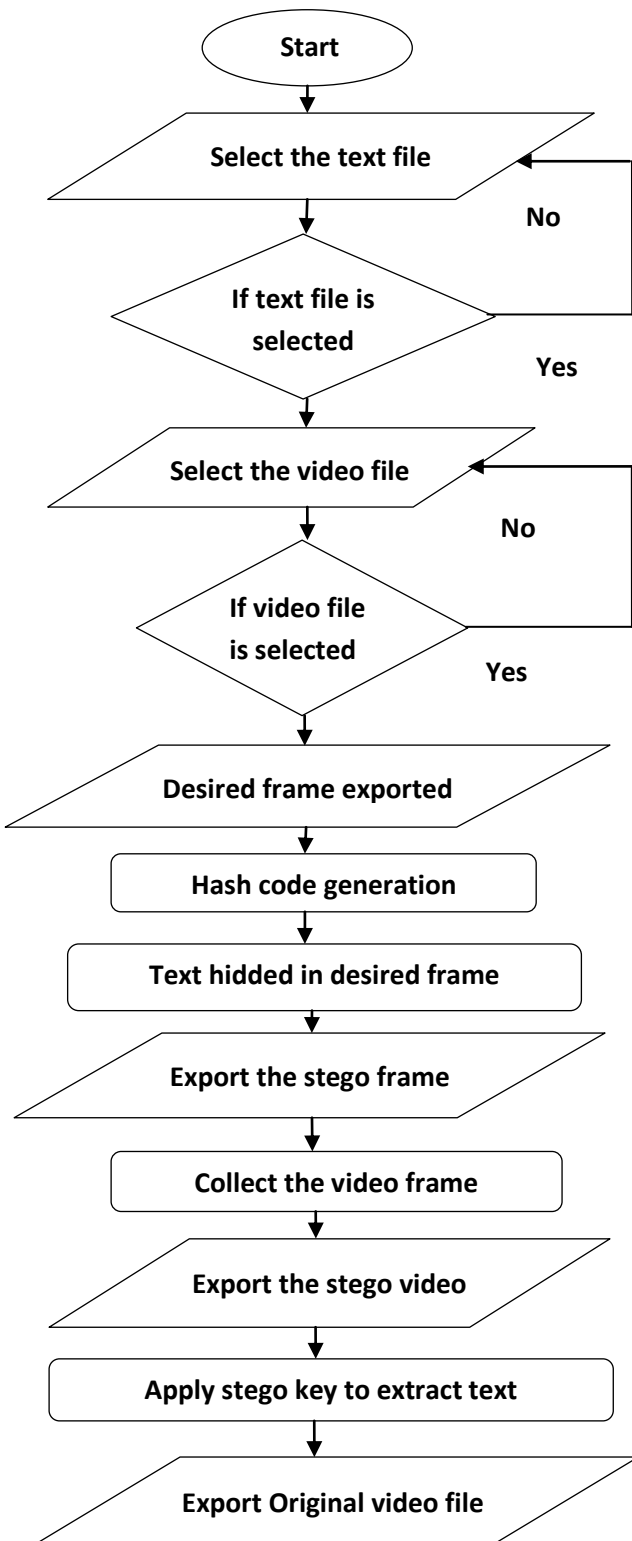 Start
Select the text file
No
If text file is
selected
Yes
Select the video file
No
If video file
is selected
Yes
Desired frame exported
Hash code generation
Text hidded in desired frame
Export the stego frame
Collect the video frame
Export the stego video
Apply stego key to extract text
Export Original video file